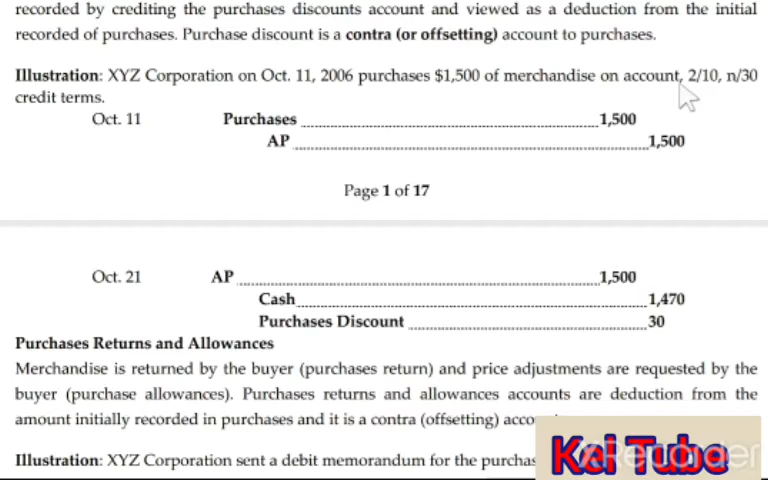 recorded by crediting the purchases discounts account and viewed as a deduction from the initial
recorded of purchases. Purchase discount is a contra (or offsetting) account to purchases.
Illustration: XYZ Corporation on Oct. 11, 2006 purchases $1,500 of merchandise on account, 2/10, n/30
credit terms.
Oct. 11 Purchases 1,500
AP 1,500
Page 1 of 17
Oct. 21 AP 1,500
Cash 1,470
Purchases Discount 30
Purchases Returns and Allowances
Merchandise is returned by the buyer (purchases return) and price adjustments are requested by the
buyer (purchase allowances). Purchases returns and allowances accounts are deduction from the
amount initially recorded in purchases and it is a contra (offsetting)
Illustration: XYZ Corporation sent a debit memorandum for the
Kal Tube